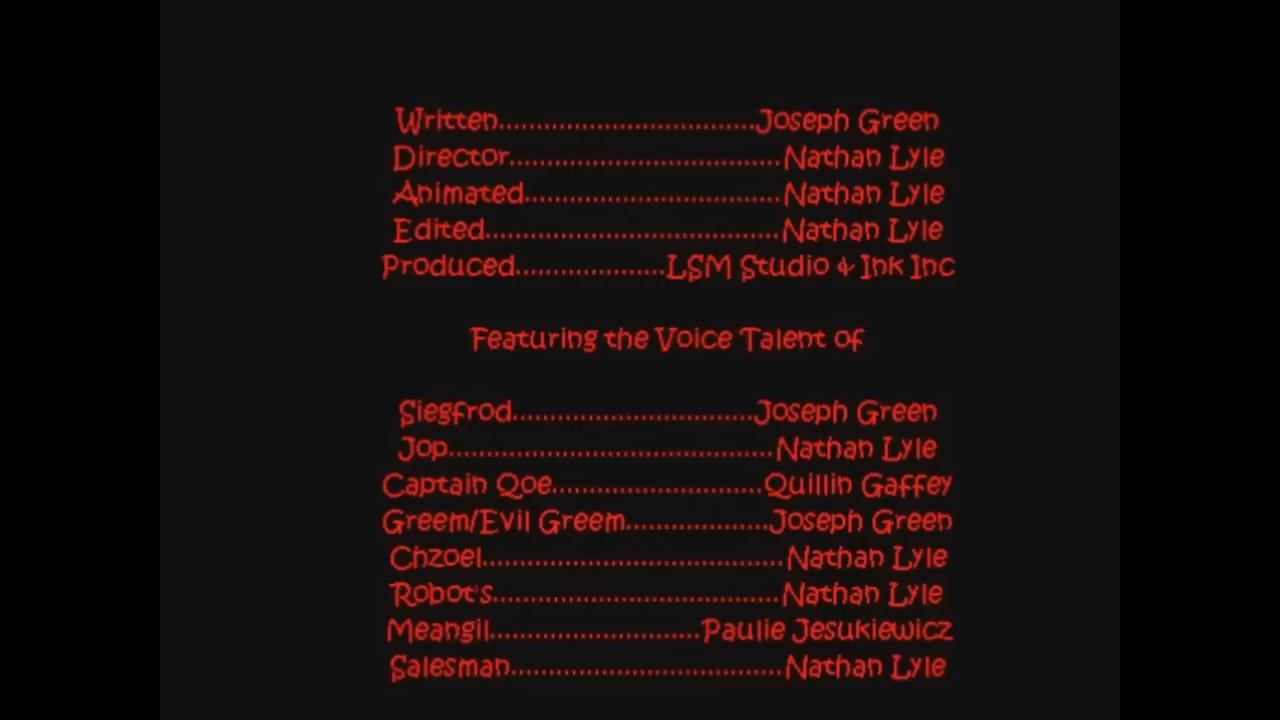 Written..................................Joseph Green
Director....................................Nathan Lyle
Animated..................................Nathan Lyle
Edited.......................................Nathan Lyle
Produced....................LSM Studio & Ink Inc
Featuring the Voice Talent of
Siegfrod................................Joseph Green
Jop...........................................Nathan Lyle
Captain Qoe............................Quillin Gaffey
Greem/Evil Greem...................Joseph Green
Chzoel........................................Nathan Lyle
Robot's......................................Nathan Lyle
Meangil............................Paulie Jesukiewicz
Salesman....................................Nathan Lyle